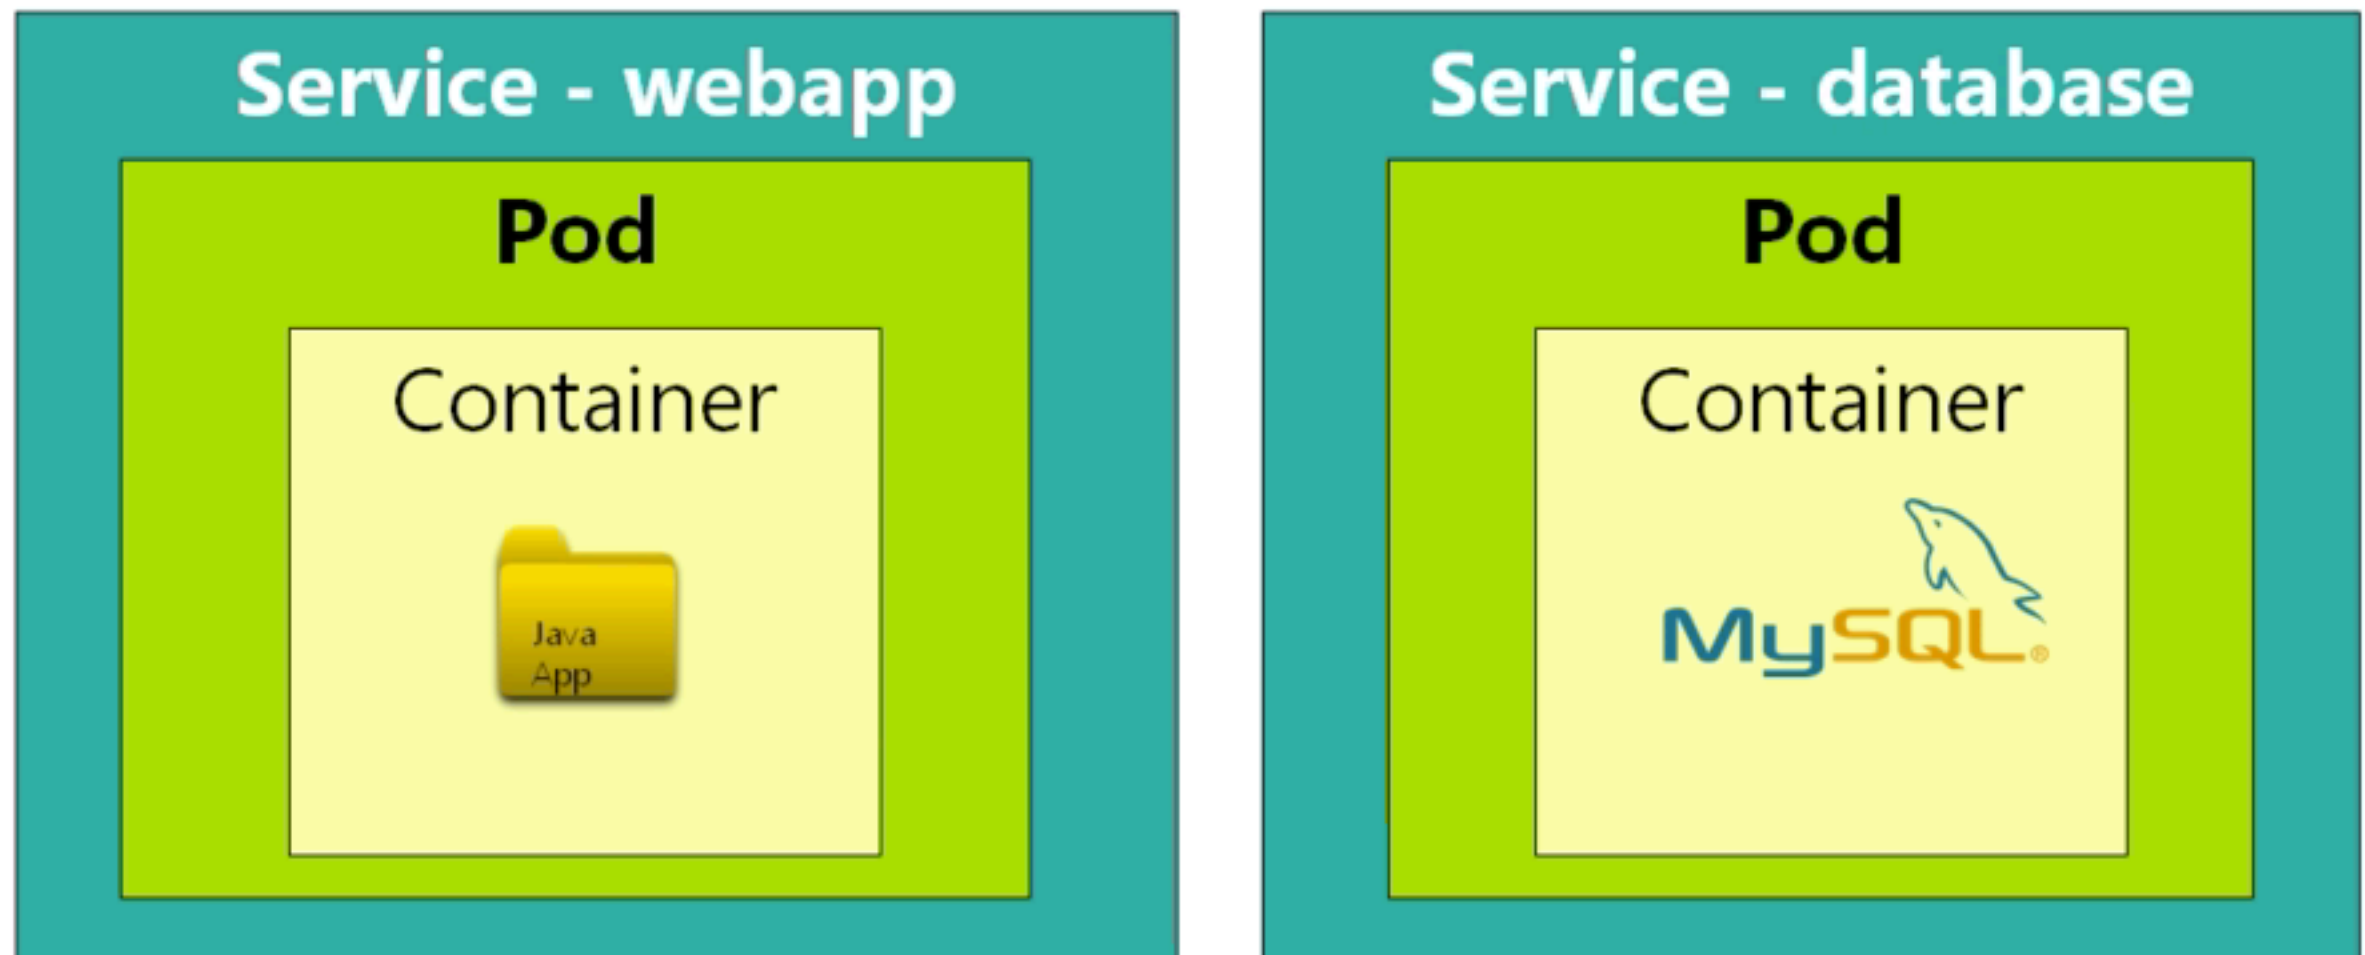 Service - webapp
Pod
Container
Java
App
Service - database
Pod
Container
MySQL®